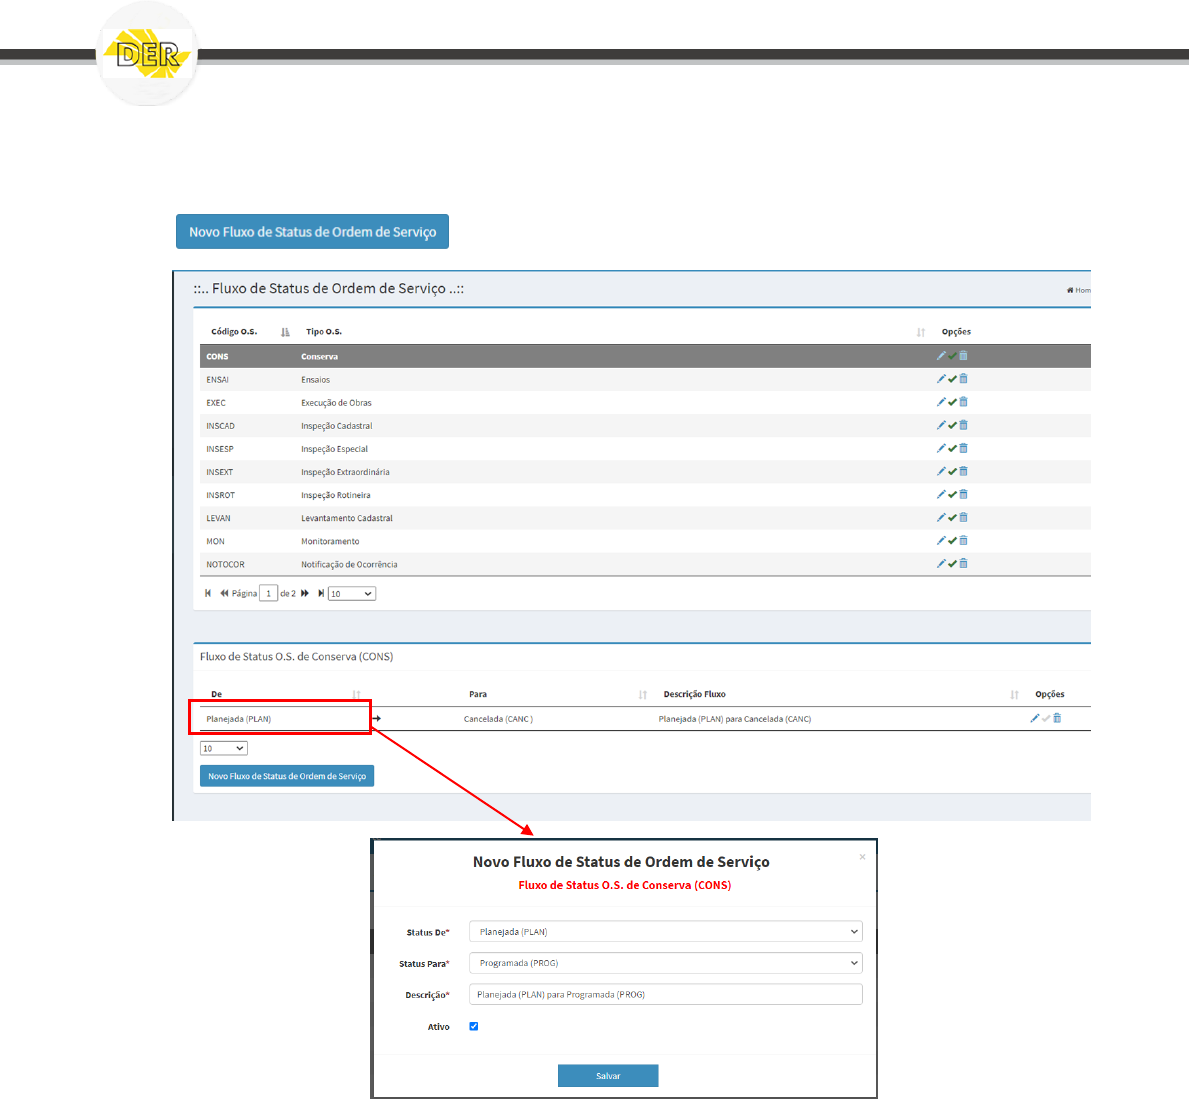 DER
Novo Fluxo de Status de Ordem de Serviço
::.. Fluxo de Status de Ordem de Serviço ..::
Hom
Código O.S. Tipo O.S. Opções
CONS Conserva
ENSAI Ensaios
EXEC Execução de Obras
INSCAD Inspeção Cadastral
INSESP Inspeção Especial
INSEXT Inspeção Extraordinária
INSROT Inspeção Rotineira
LEVAN Levantamento Cadastral
MON Monitoramento
NOTOCOR Notificação de Ocorrência
Página 1 de 2 10
Fluxo de Status O.S. de Conserva (CONS)
De Para Descrição Fluxo Opções
Planejada (PLAN) → Cancelada (CANC ) Planejada (PLAN) para Cancelada (CANC)
10
Novo Fluxo de Status de Ordem de Serviço
Novo Fluxo de Status de Ordem de Serviço ×
Fluxo de Status O.S. de Conserva (CONS)
Status De* Planejada (PLAN)
Status Para* Programada (PROG)
Descrição* Planejada (PLAN) para Programada (PROG)
Ativo
Salvar